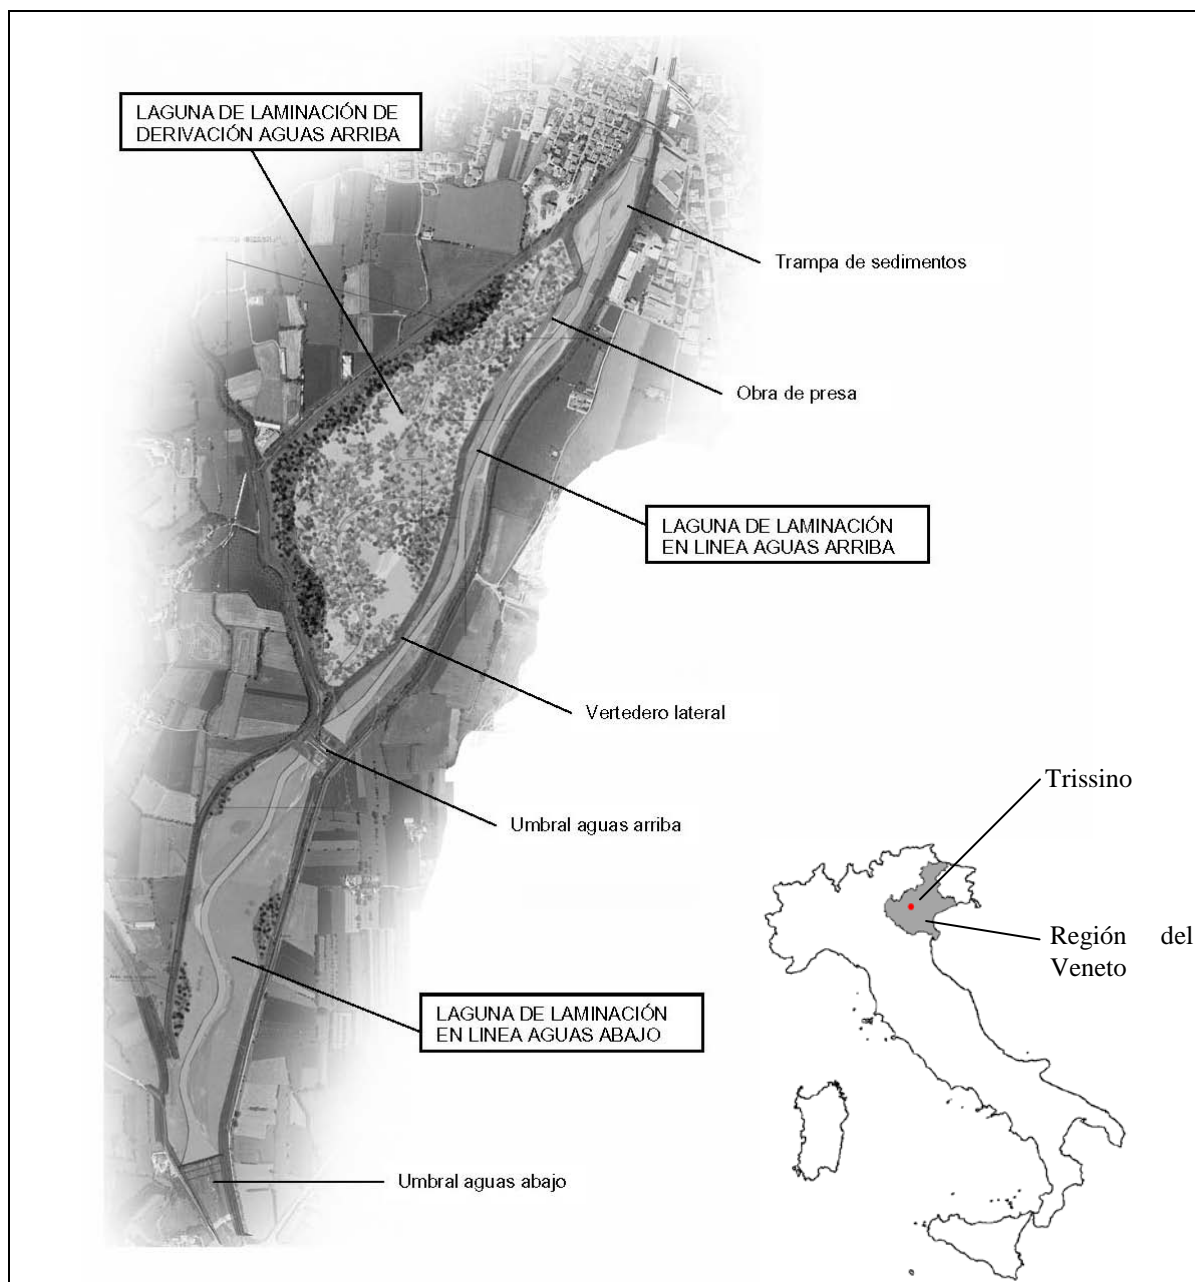 LAGUNA DE LAMINACIÓN DE
DERIVACIÓN AGUAS ARRIBA
Trampa de sedimentos
Obra de presa
LAGUNA DE LAMINACIÓN
EN LINEA AGUAS ARRIBA
Vertedero lateral
Umbral aguas arriba
Trissino
Región del
Veneto
LAGUNA DE LAMINACIÓN
EN LINEA AGUAS ABAJO
Umbral aguas abajo